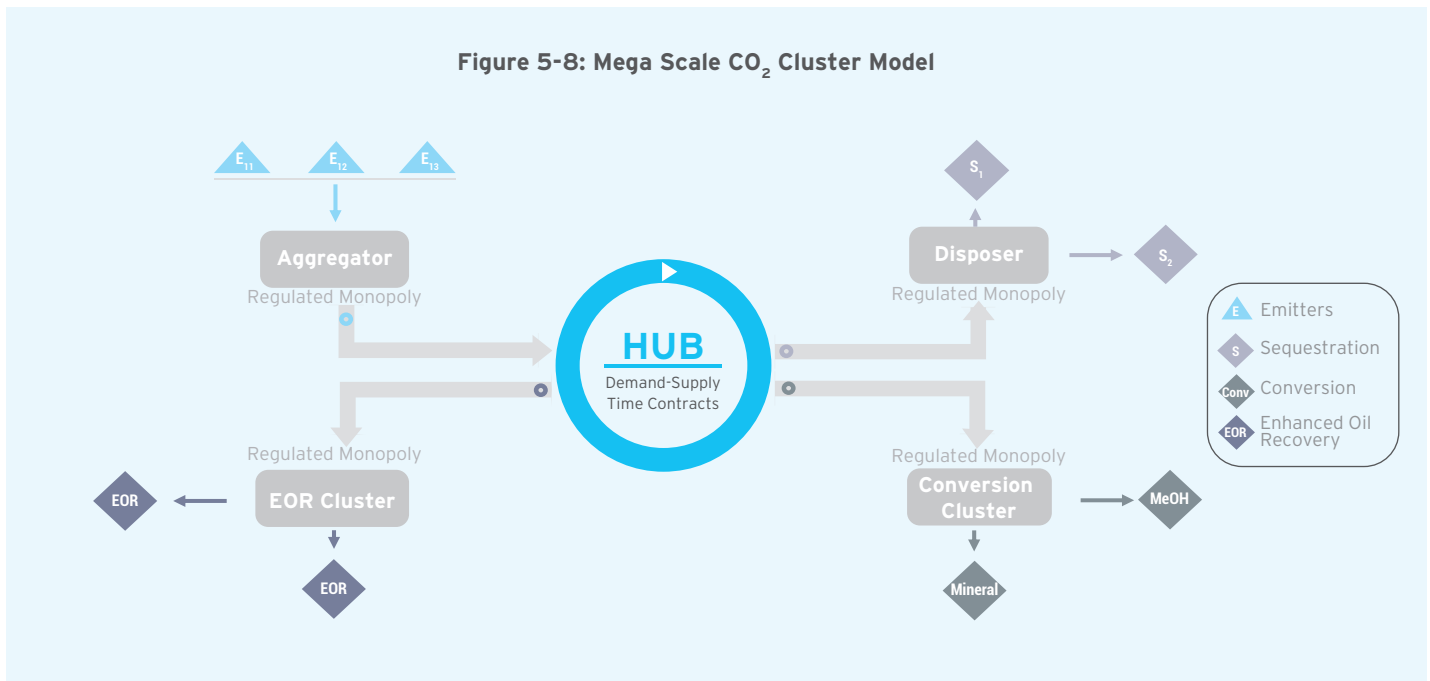 Figure 5-8: Mega Scale CO₂ Cluster Model
E₁₁
E₁₂
E₁₃
Aggregator
Regulated Monopoly
S₁
Disposer
S₂
Regulated Monopoly
HUB
Demand-Supply
Time Contracts
E
Emitters
S
Sequestration
Conv
Conversion
EOR
Enhanced Oil
Recovery
Regulated Monopoly
EOR Cluster
EOR
EOR
Regulated Monopoly
Conversion
Cluster
MeOH
Mineral